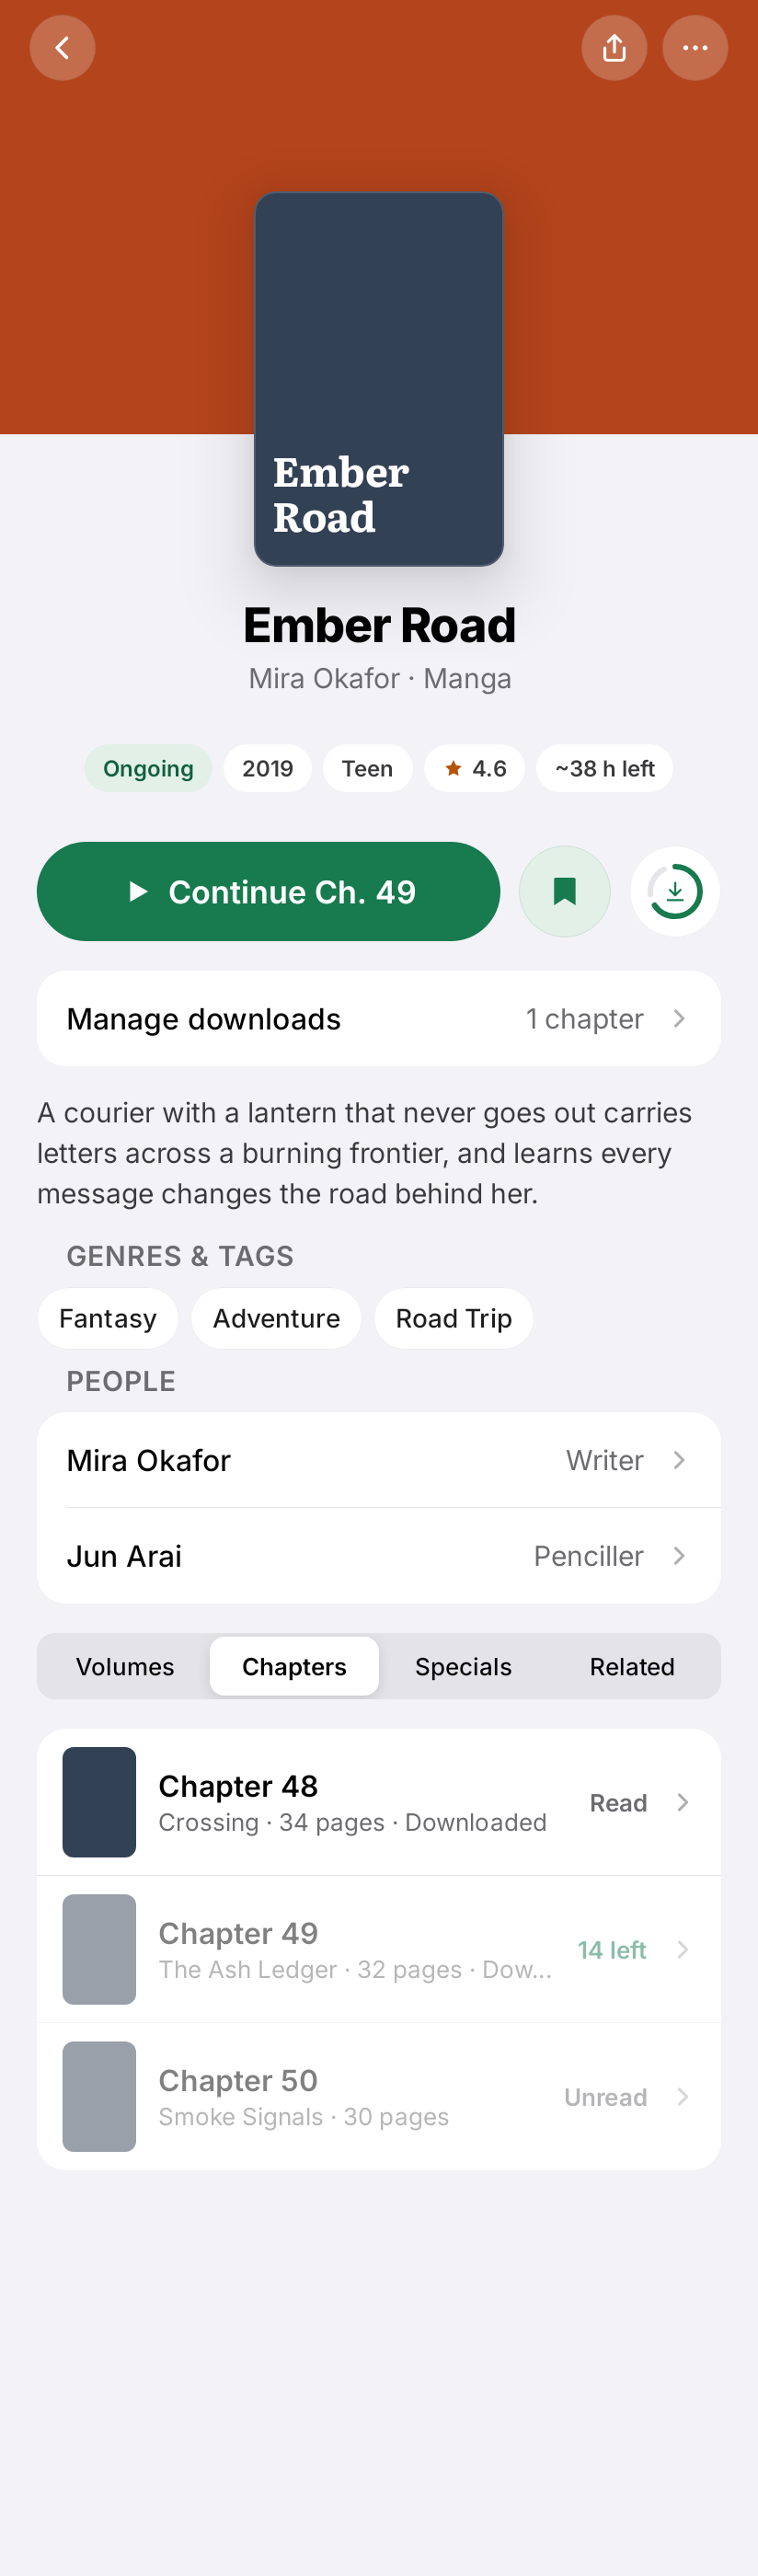 Ember
Road
Ember Road
Mira Okafor · Manga
Ongoing 2019 Teen ★ 4.6 ~38 h left
Continue Ch. 49
Manage downloads 1 chapter
A courier with a lantern that never goes out carries
letters across a burning frontier, and learns every
message changes the road behind her.
GENRES & TAGS
Fantasy Adventure Road Trip
PEOPLE
Mira Okafor Writer
Jun Arai Penciller
Volumes Chapters Specials Related
Chapter 48
Crossing · 34 pages · Downloaded
Read
Chapter 49
The Ash Ledger · 32 pages · Dow...
14 left
Chapter 50
Smoke Signals · 30 pages
Unread